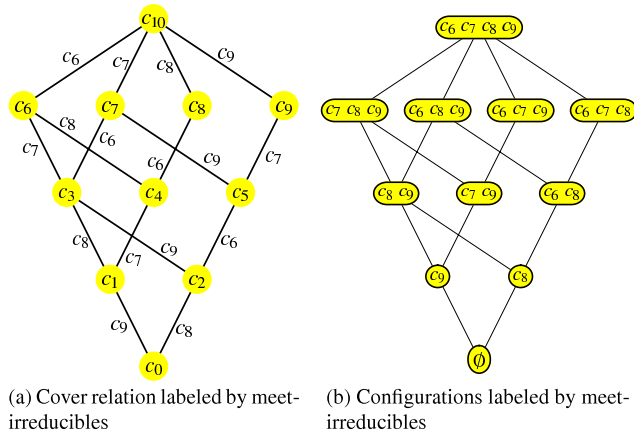 c10 c6 c7 c8 c9
c6 c7 c8 c9
c6 c7 c8 c9 c7 c8 c9 c6 c8 c9 c6 c7 c9 c6 c7 c8
c7 c8 c6 c6 c9 c7
c3 c4 c5 c8 c9 c7 c9 c6 c8
c8 c7 c9 c6
c1 c2 c9 c8
c9 c8
c0 ∅
(a) Cover relation labeled by meet-
irreducibles
(b) Configurations labeled by meet-
irreducibles